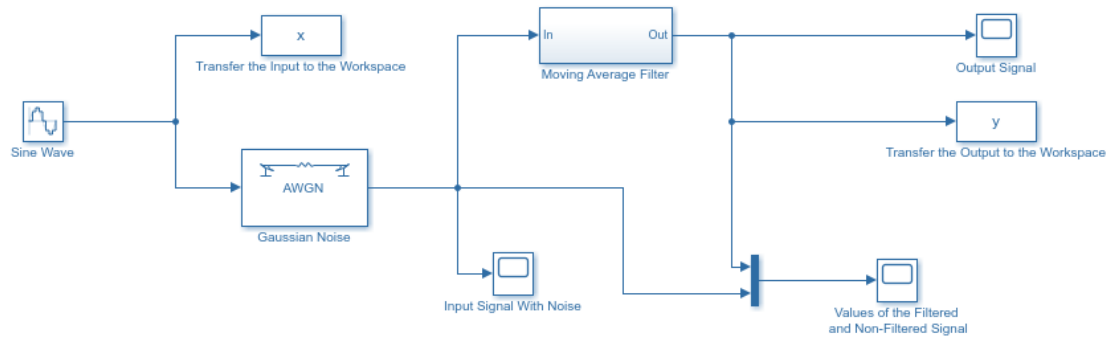 x
Transfer the Input to the Workspace
In Out
Moving Average Filter
Output Signal
Sine Wave
y
Transfer the Output to the Workspace
AWGN
Gaussian Noise
Input Signal With Noise
Values of the Filtered
and Non-Filtered Signal